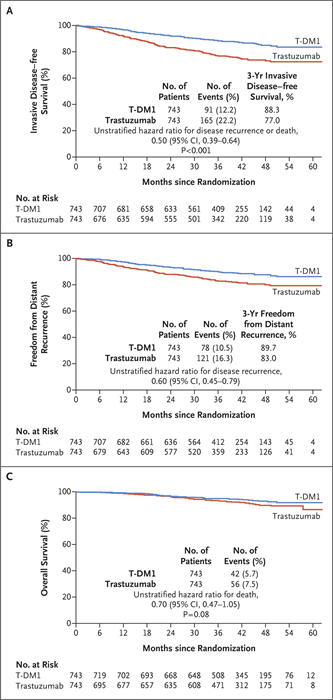 A
100
80
60
40
20
0
Invasive Disease–free
Survival (%)
T-DM1
Trastuzumab
No. of
Patients
No. of
Events (%)
3-Yr Invasive
Disease–free
Survival, %
T-DM1 743 91 (12.2) 88.3
Trastuzumab 743 165 (22.2) 77.0
Unstratified hazard ratio for disease recurrence or death,
0.50 (95% CI, 0.39–0.64)
P<0.001
0 6 12 18 24 30 36 42 48 54 60
Months since Randomization
No. at Risk
T-DM1 743 707 681 658 633 561 409 255 142 44 4
Trastuzumab 743 676 635 594 555 501 342 220 119 38 4
B
100
80
60
40
20
0
Freedom from Distant
Recurrence (%)
T-DM1
Trastuzumab
No. of
Patients
No. of
Events (%)
3-Yr Freedom
from Distant
Recurrence, %
T-DM1 743 78 (10.5) 89.7
Trastuzumab 743 121 (16.3) 83.0
Unstratified hazard ratio for disease recurrence,
0.60 (95% CI, 0.45–0.79)
0 6 12 18 24 30 36 42 48 54 60
Months since Randomization
No. at Risk
T-DM1 743 707 682 661 636 564 412 254 143 45 4
Trastuzumab 743 679 643 609 577 520 359 233 126 41 4
C
100
80
60
40
20
0
Overall Survival (%)
T-DM1
Trastuzumab
No. of
Patients
No. of
Events (%)
T-DM1 743 42 (5.7)
Trastuzumab 743 56 (7.5)
Unstratified hazard ratio for death,
0.70 (95% CI, 0.47–1.05)
P=0.08
0 6 12 18 24 30 36 42 48 54 60
Months since Randomization
No. at Risk
T-DM1 743 719 702 693 668 648 508 345 195 76 12
Trastuzumab 743 695 677 657 635 608 471 312 175 71 8